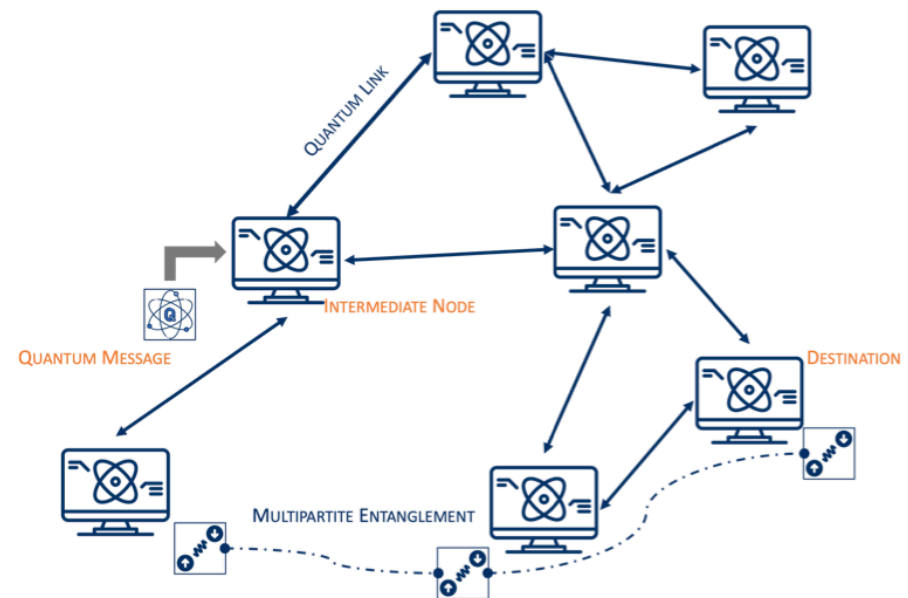 QUANTUM LINK
INTERMEDIATE NODE
Q
QUANTUM MESSAGE
DESTINATION
MULTIPARTITE ENTANGLEMENT